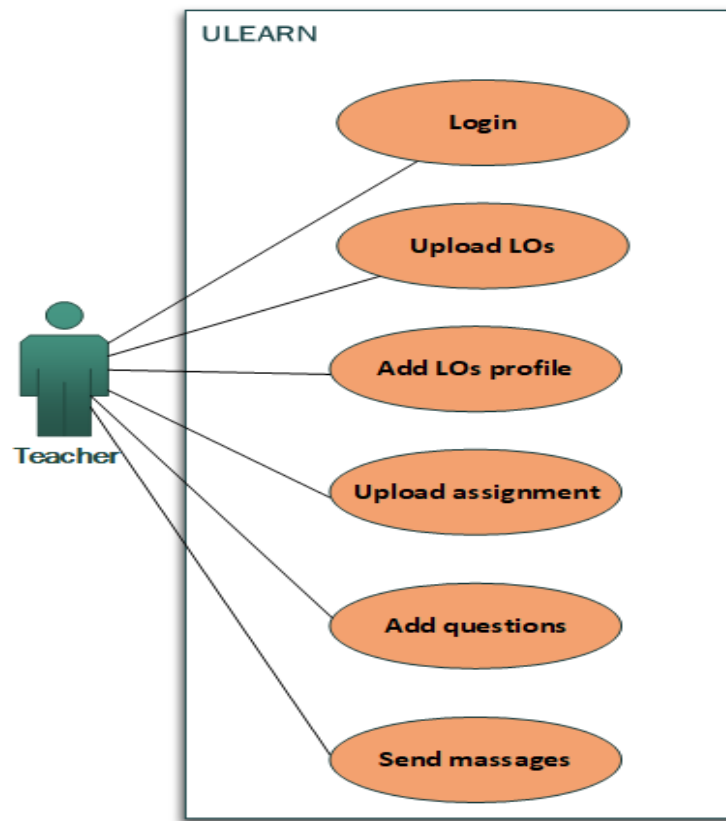 ULEARN
Login
Upload LOs
Add LOs profile
Teacher
Upload assignment
Add questions
Send massages